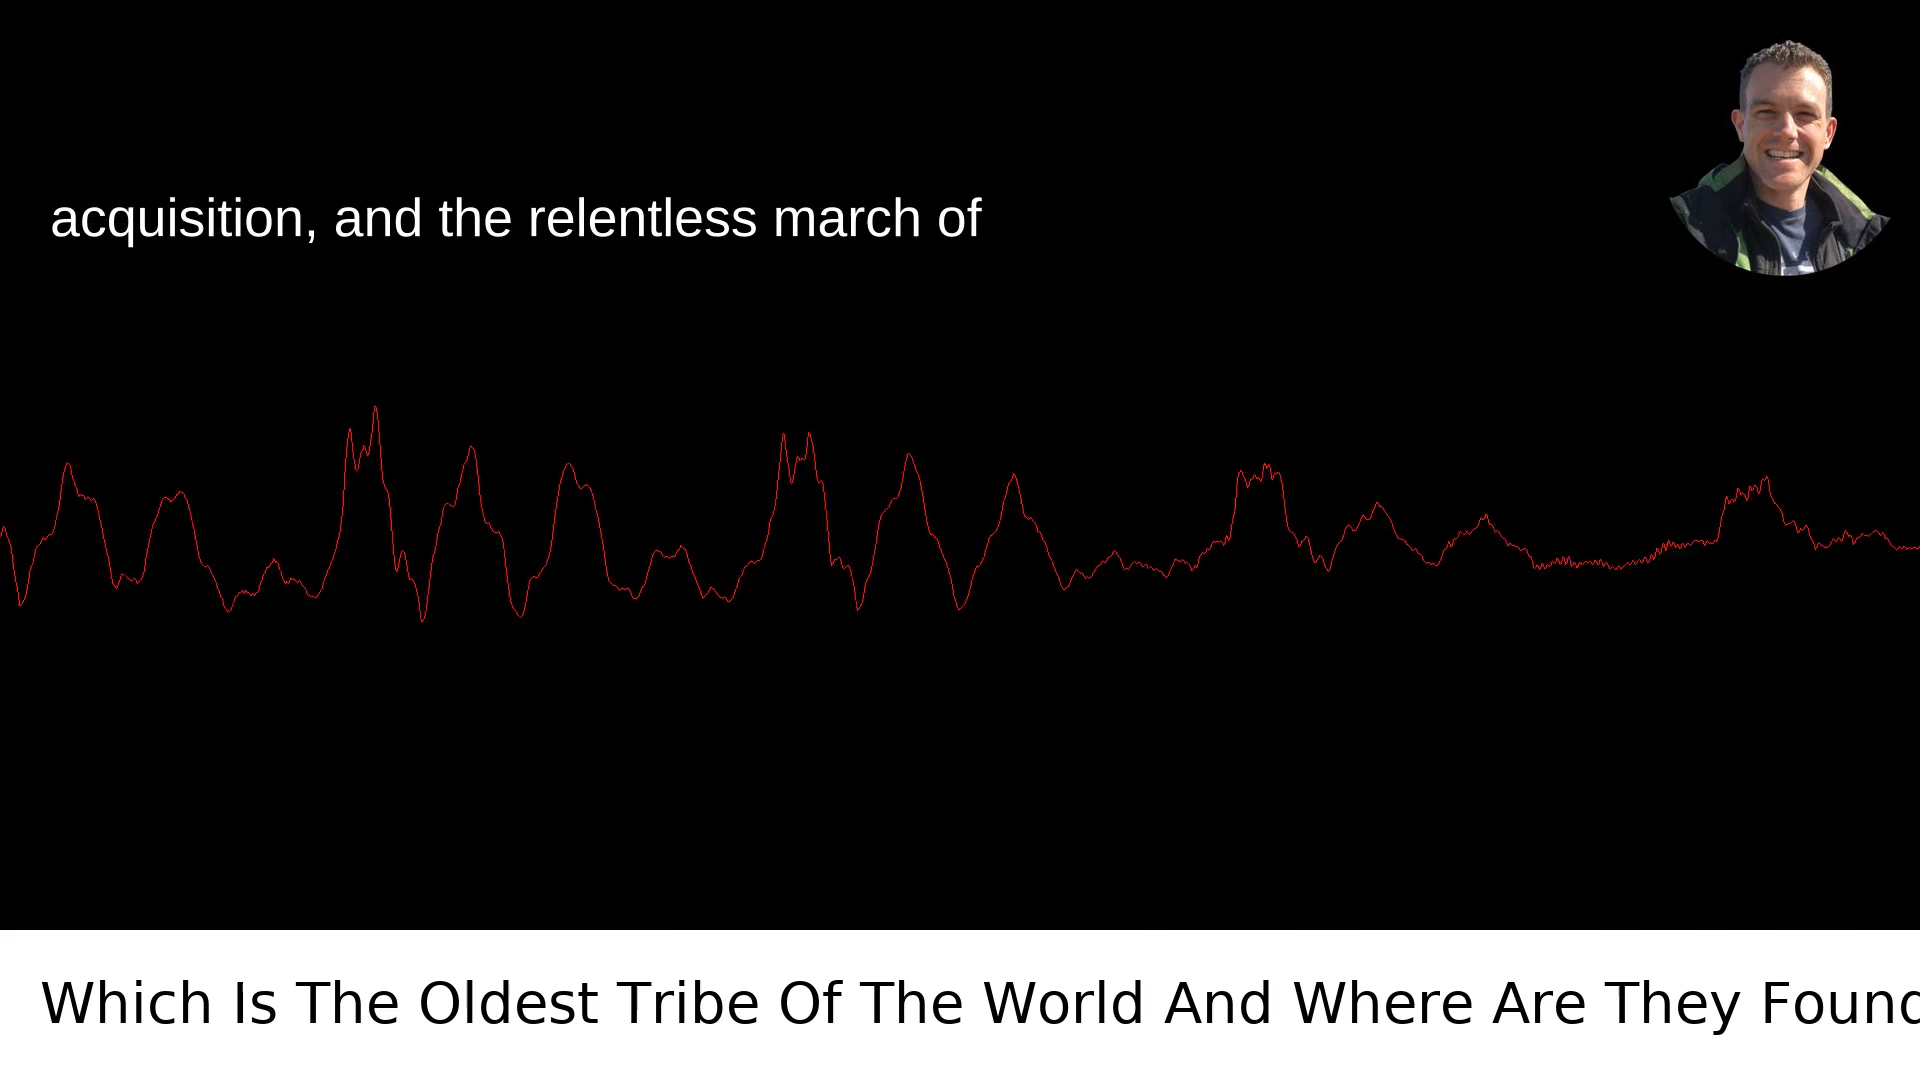 acquisition, and the relentless march of
Which Is The Oldest Tribe Of The World And Where Are They Found